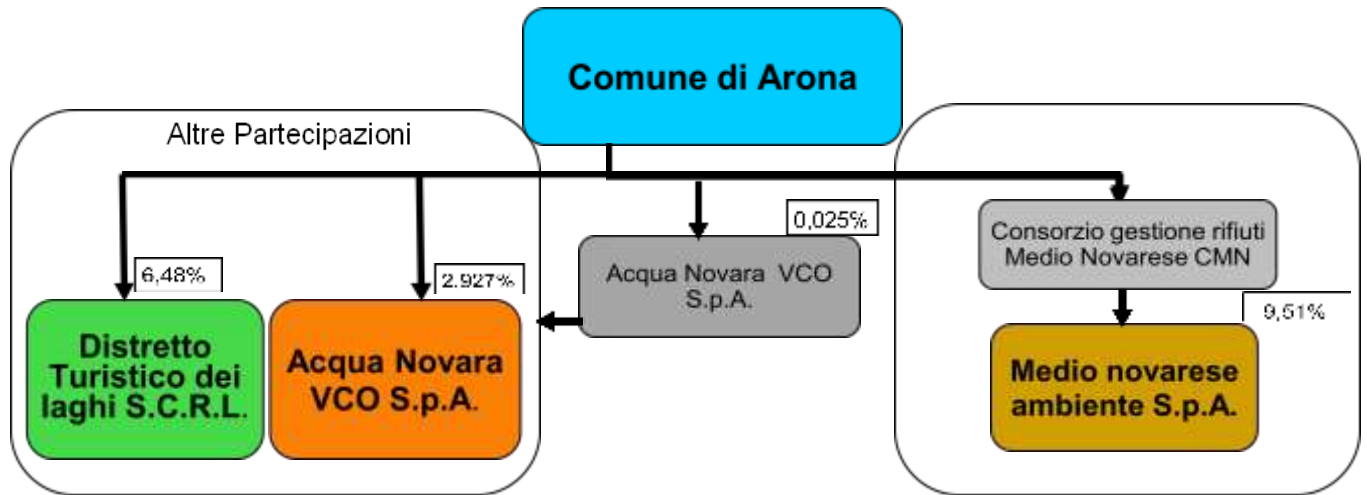 Comune di Arona
Altre Partecipazioni
0,025%
Consorzio gestione rifiuti
Medio Novarese CMN
6,48%
2.927%
Acqua Novara VCO
S.p.A.
9,51%
Distretto
Turistico dei
laghi S.C.R.L.
Acqua Novara
VCO S.p.A.
Medio novarese
ambiente S.p.A.